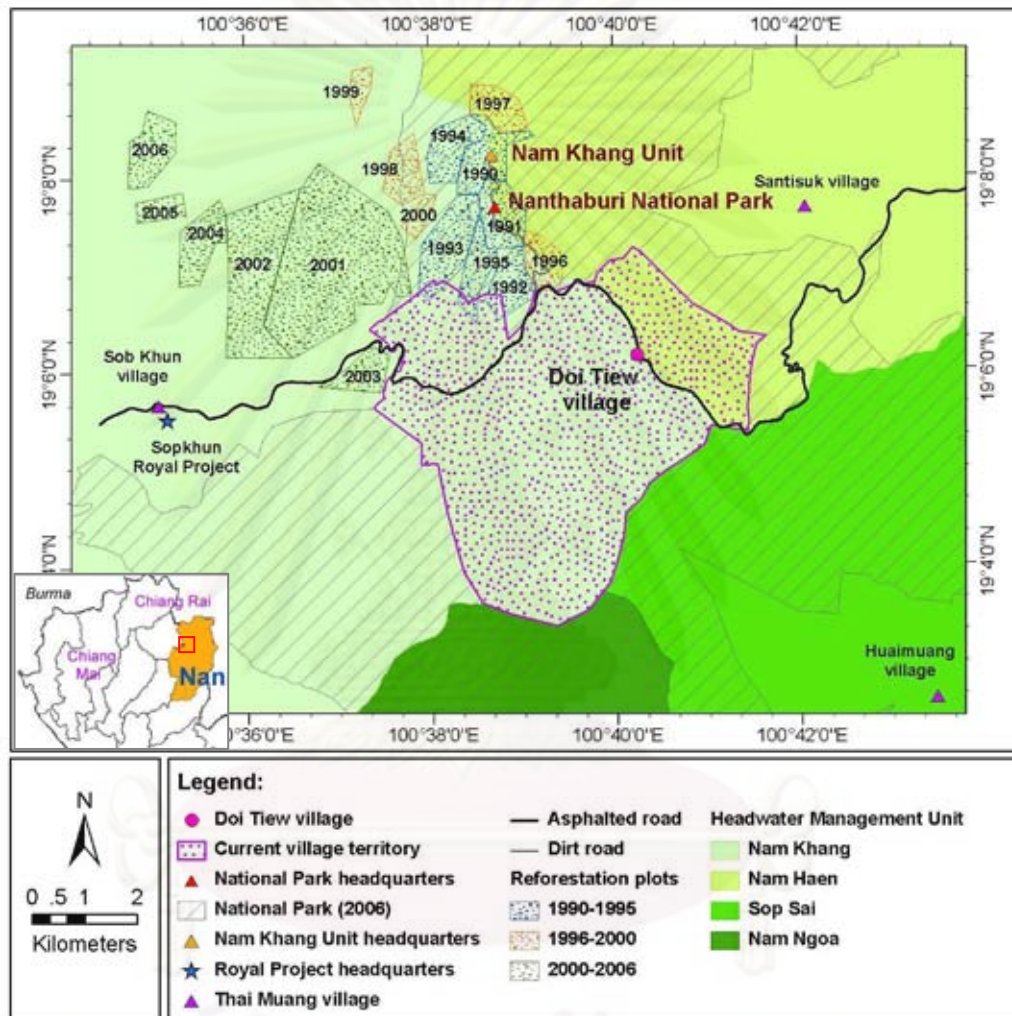 100°36'0"E
100°38'0"E
100°40'0"E
100°42'0"E
1999
1997
2006
1994
Nam Khang Unit
19°8'0"N
19°8'0"N
1998
1990
Santisuk village
2005
2000
Nanthaburi National Park
2004
1991
2002
2001
1993
1995
1996
1992
19°6'0"N
19°6'0"N
Sob Khun
village
2003
Doi Tiew
village
Sopkhun
Royal Project
4'0"N
19°4'0"N
Burma
Chiang Rai
Chiang
Mai
Nan
Huaimuang
village
°36'0"E
100°38'0"E
100°40'0"E
100°42'0"E
N
0 .5 1 2
Kilometers
Legend:
Doi Tiew village
Current village territory
National Park headquarters
National Park (2006)
Nam Khang Unit headquarters
Royal Project headquarters
Thai Muang village
Asphalted road
Dirt road
Reforestation plots
1990-1995
1996-2000
2000-2006
Headwater Management Unit
Nam Khang
Nam Haen
Sop Sai
Nam Ngoa